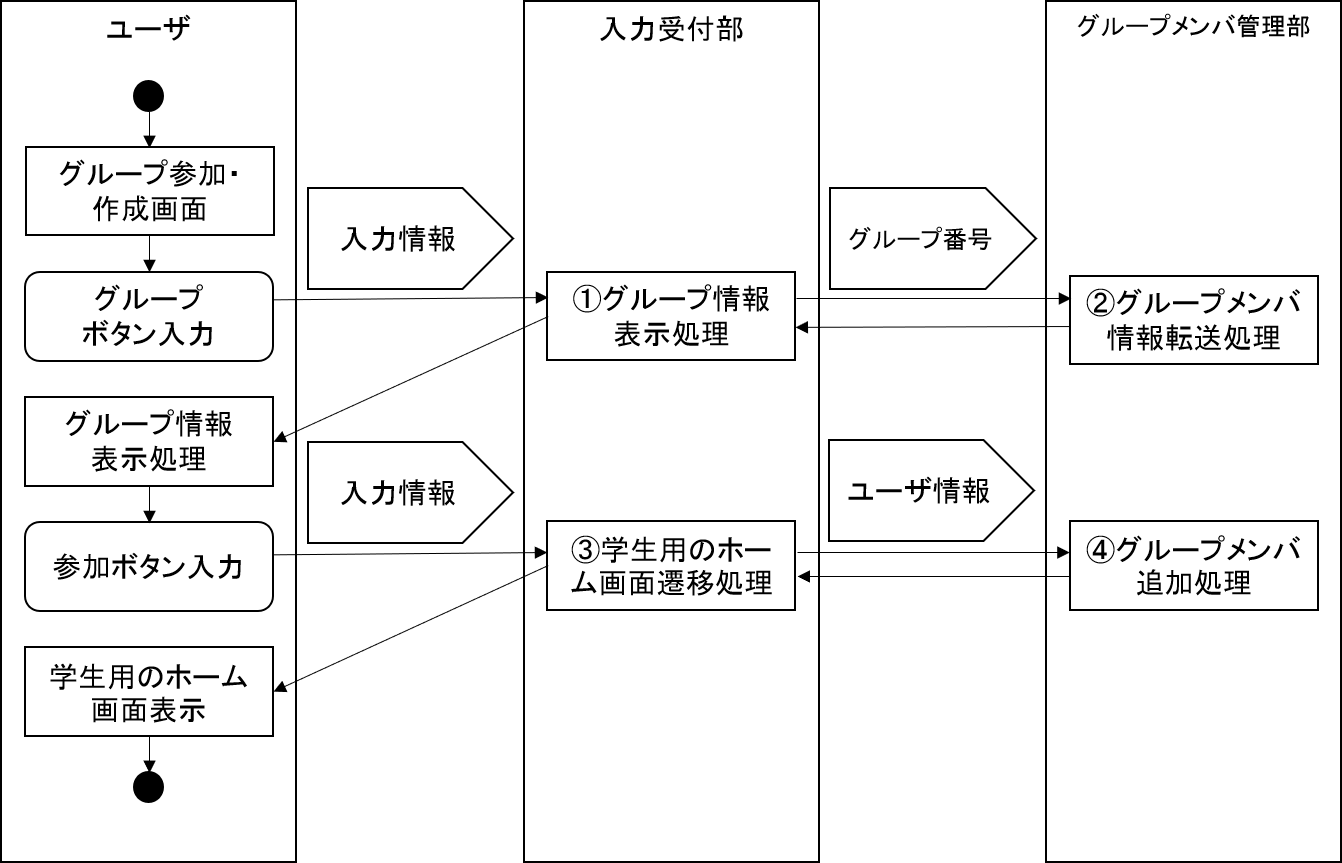 ユーザ
入力受付部
グループメンバ管理部
グループ参加・
作成画面
入力情報
グループ番号
グループ
ボタン入力
①グループ情報
表示処理
②グループメンバ
情報転送処理
グループ情報
表示処理
入力情報
ユーザ情報
参加ボタン入力
③学生用のホー
ム画面遷移処理
④グループメンバ
追加処理
学生用のホーム
画面表示